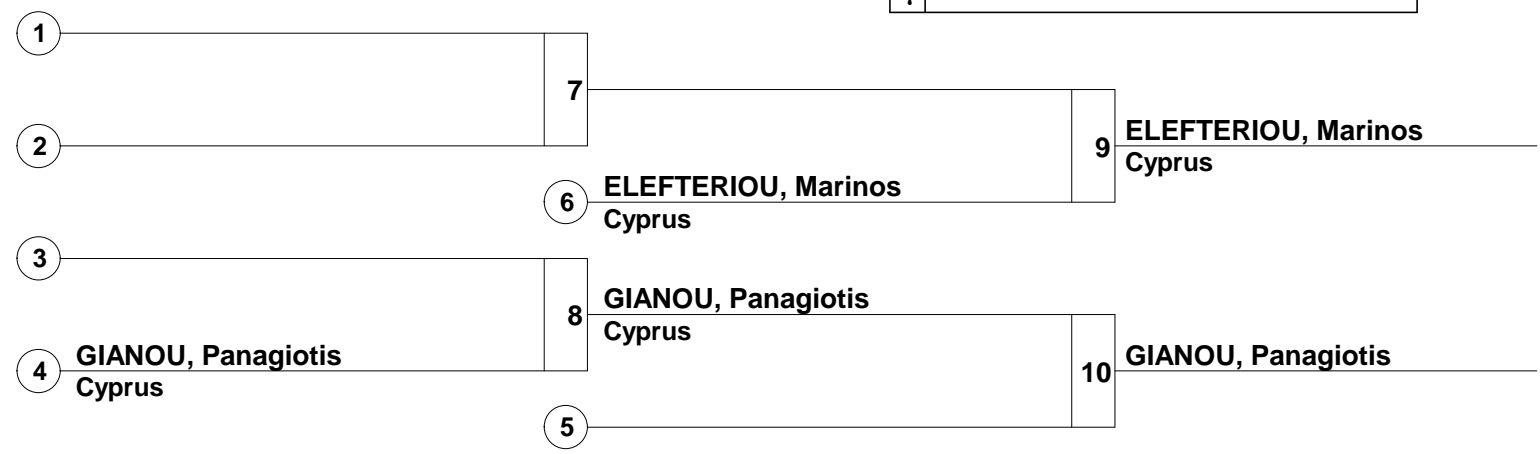 1
7
2
ELEFTERIOU, Marinos
9
Cyprus
ELEFTERIOU, Marinos
6
Cyprus
3
GIANOU, Panagiotis
8
Cyprus
GIANOU, Panagiotis
4
Cyprus
GIANOU, Panagiotis
10
5